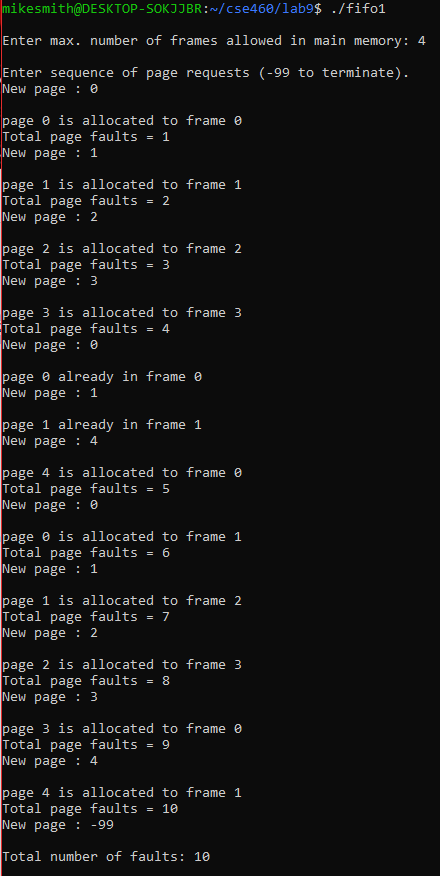 mikesmith@DESKTOP-SOKJJBR:~/cse460/lab9$ ./fifo1
Enter max. number of frames allowed in main memory: 4
Enter sequence of page requests (-99 to terminate).
New page : 0
page 0 is allocated to frame 0
Total page faults = 1
New page : 1
page 1 is allocated to frame 1
Total page faults = 2
New page : 2
page 2 is allocated to frame 2
Total page faults = 3
New page : 3
page 3 is allocated to frame 3
Total page faults = 4
New page : 0
page 0 already in frame 0
New page : 1
page 1 already in frame 1
New page : 4
page 4 is allocated to frame 0
Total page faults = 5
New page : 0
page 0 is allocated to frame 1
Total page faults = 6
New page : 1
page 1 is allocated to frame 2
Total page faults = 7
New page : 2
page 2 is allocated to frame 3
Total page faults = 8
New page : 3
page 3 is allocated to frame 0
Total page faults = 9
New page : 4
page 4 is allocated to frame 1
Total page faults = 10
New page : -99
Total number of faults: 10